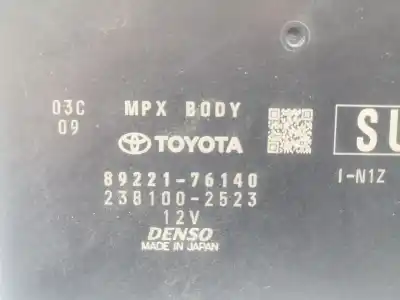 03C MPX BODY
09
TOYOTA
SU
89221-76140
I-N1Z
238100-2523
12V
DENSO
MADE IN JAPAN